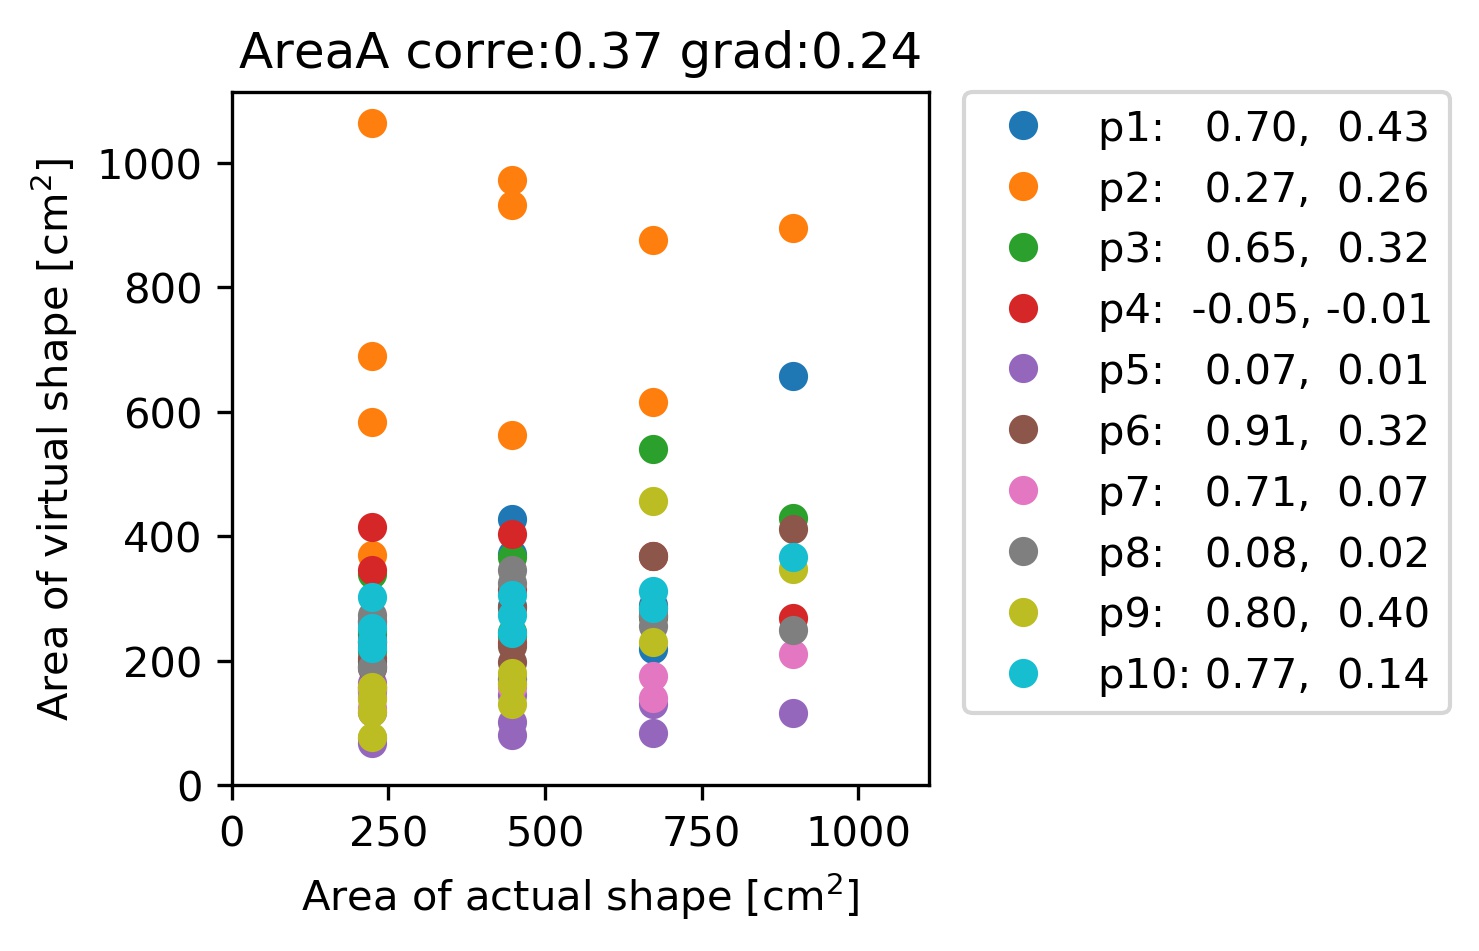 AreaA corre:0.37 grad:0.24
Area of virtual shape [cm²]
1000
800
600
400
200
0
0 250 500 750 1000
Area of actual shape [cm²]
p1: 0.70, 0.43
p2: 0.27, 0.26
p3: 0.65, 0.32
p4: -0.05, -0.01
p5: 0.07, 0.01
p6: 0.91, 0.32
p7: 0.71, 0.07
p8: 0.08, 0.02
p9: 0.80, 0.40
p10: 0.77, 0.14